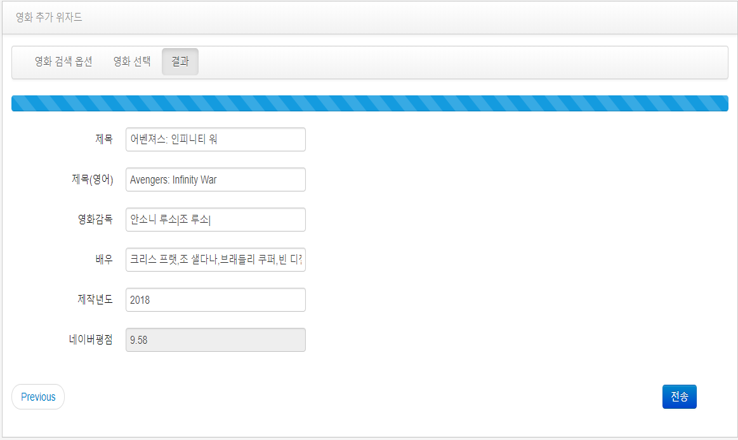 영화 추가 위자드
영화 검색 옵션 영화 선택 결과
제목 어벤져스: 인피니티 워
제목(영어) Avengers: Infinity War
영화감독 안소니 루소|조 루소|
배우 크리스 프랫,조 샐다나,브래들리 쿠퍼,빈 디젤
제작년도 2018
네이버평점 9.58
Previous 전송